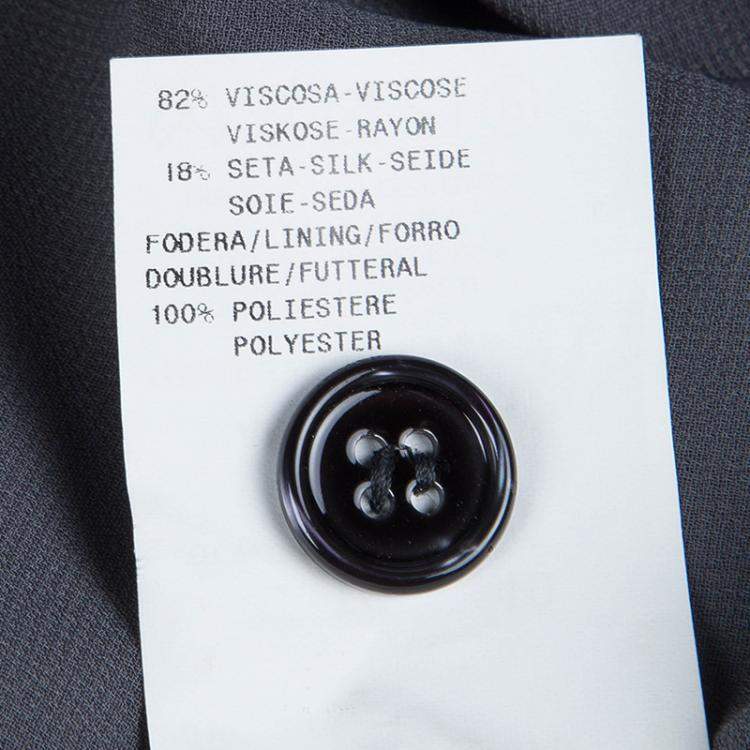 82% VISCOSA-VISCOSE
VISKOSE-RAYON
18% SETA-SILK-SEIDE
SOIE-SEDA
FODERA/LINING/FORRO
DOUBLURE/FUTTERAL
100% POLIESTERE
POLYESTER